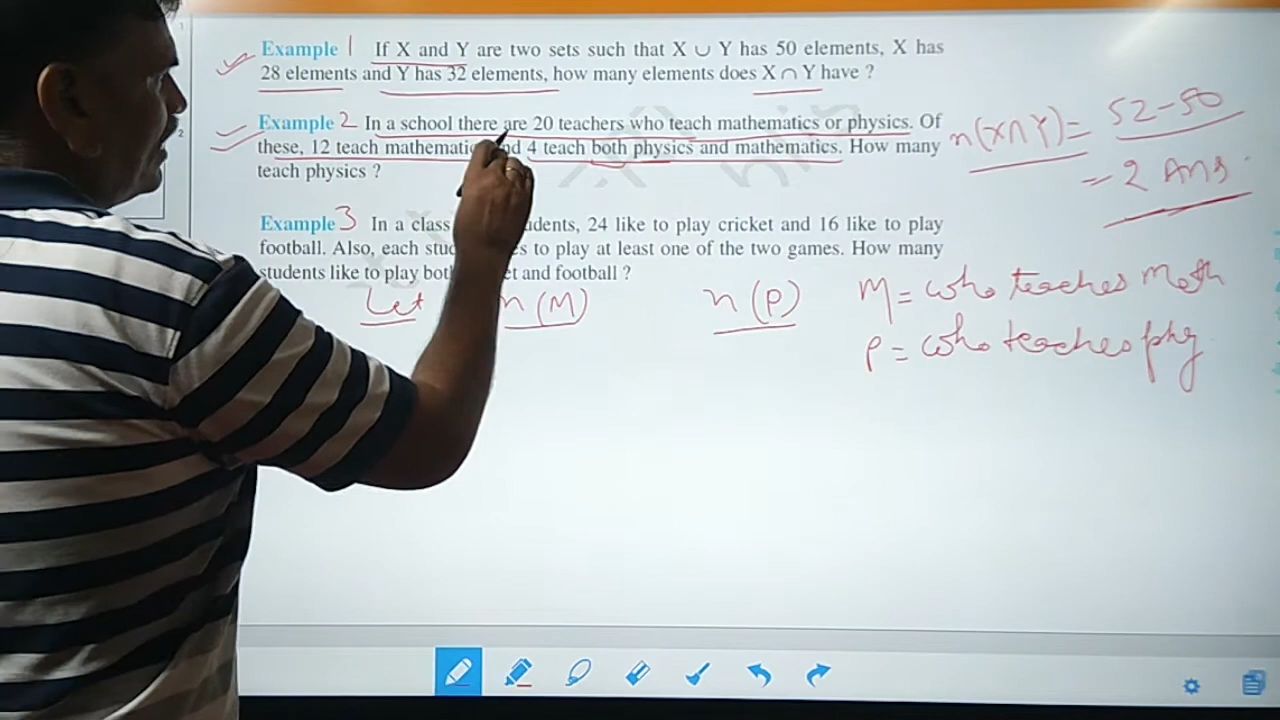 Example 1 If X and Y are two sets such that X ∪ Y has 50 elements, X has
28 elements and Y has 32 elements, how many elements does X ∩ Y have ?
Example 2 In a school there are 20 teachers who teach mathematics or physics. Of
these, 12 teach mathematic nd 4 teach both physics and mathematics. How many
teach physics ?
n(X∩Y)= 52-50
= 2 Ans.
Example 3 In a class udents, 24 like to play cricket and 16 like to play
football. Also, each stu s to play at least one of the two games. How many
students like to play bot t and football ?
Let n(M) n(P)
M = who teaches Math
P = who teaches phy